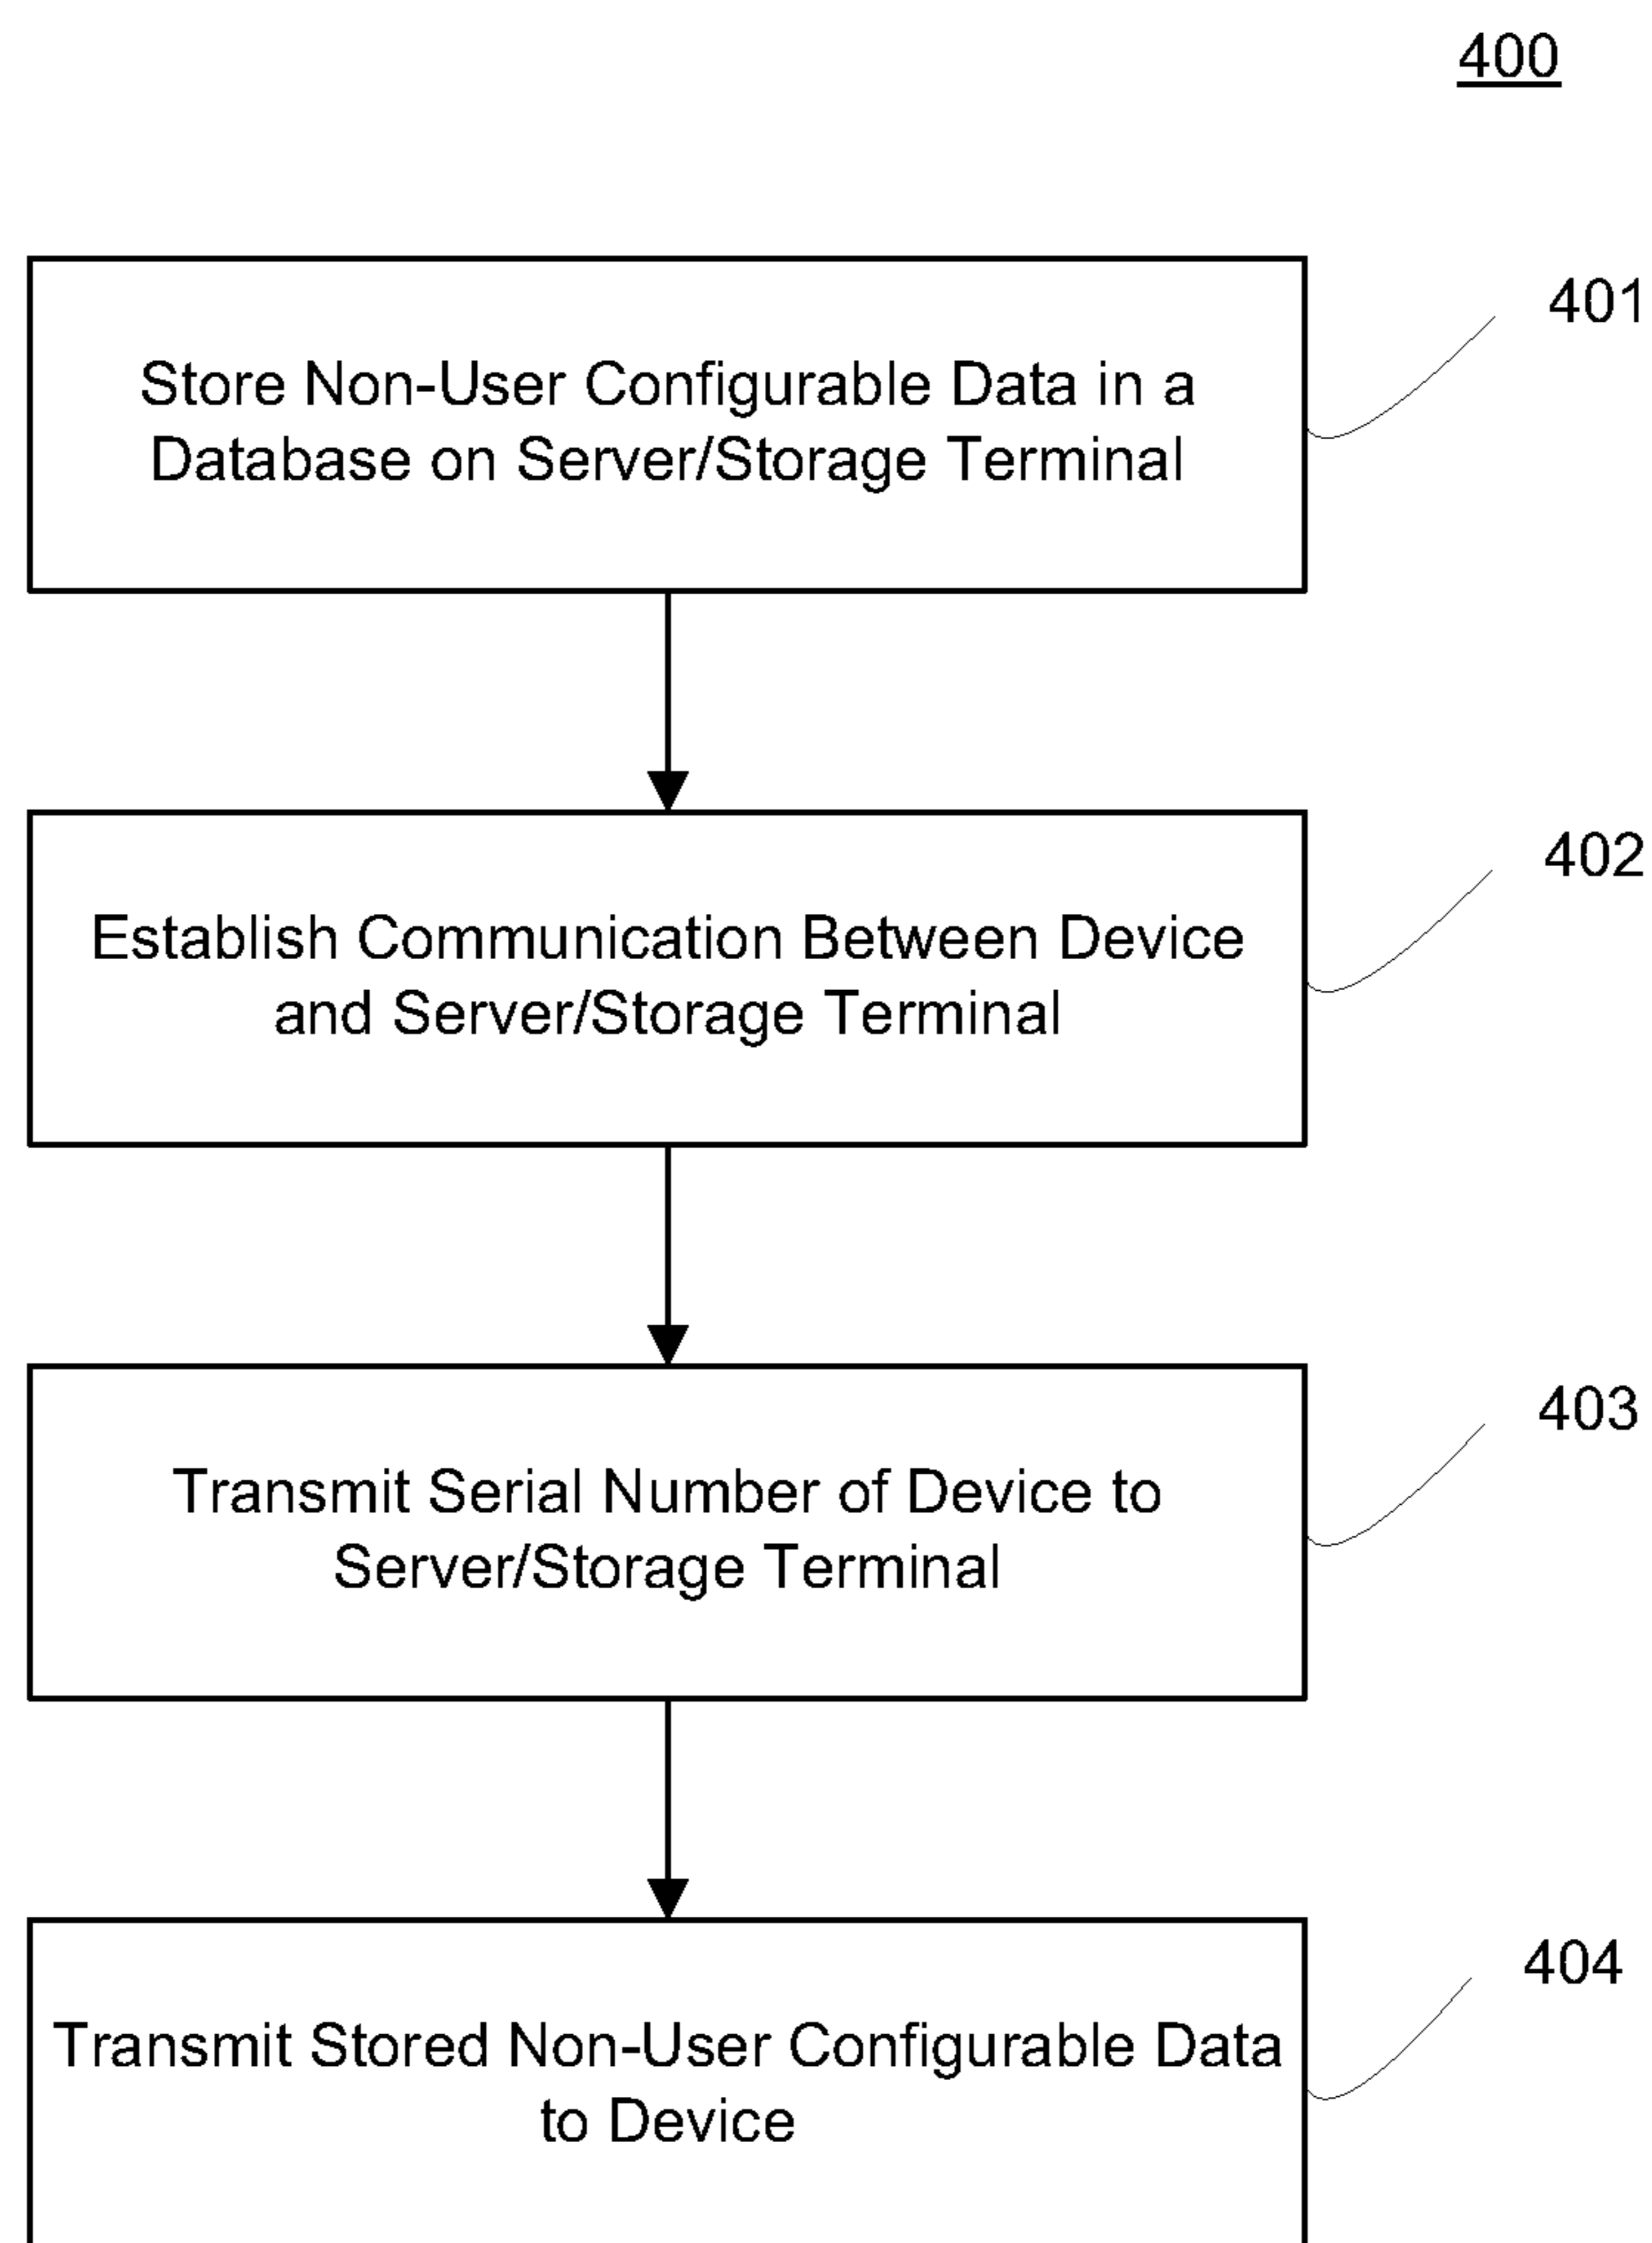 400
401
Store Non-User Configurable Data in a
Database on Server/Storage Terminal
402
Establish Communication Between Device
and Server/Storage Terminal
403
Transmit Serial Number of Device to
Server/Storage Terminal
404
Transmit Stored Non-User Configurable Data
to Device